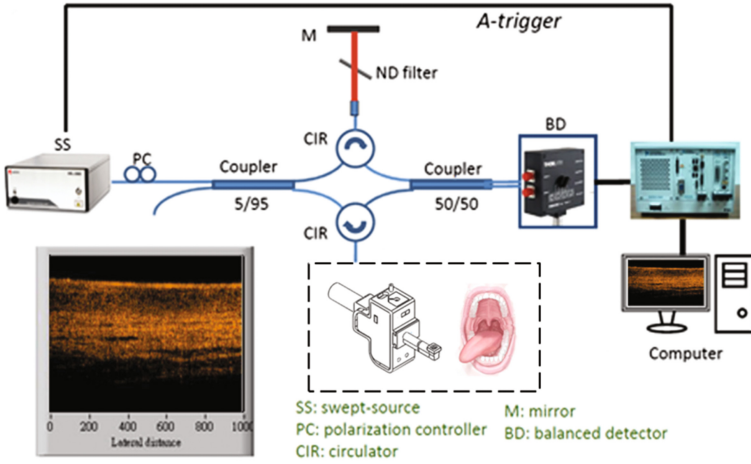 A-trigger
M
ND filter
SS
PC
CIR
BD
Coupler
Coupler
5/95
50/50
CIR
Computer
0 200 400 600 800 1000
Lateral distance
SS: swept-source
PC: polarization controller
CIR: circulator
M: mirror
BD: balanced detector